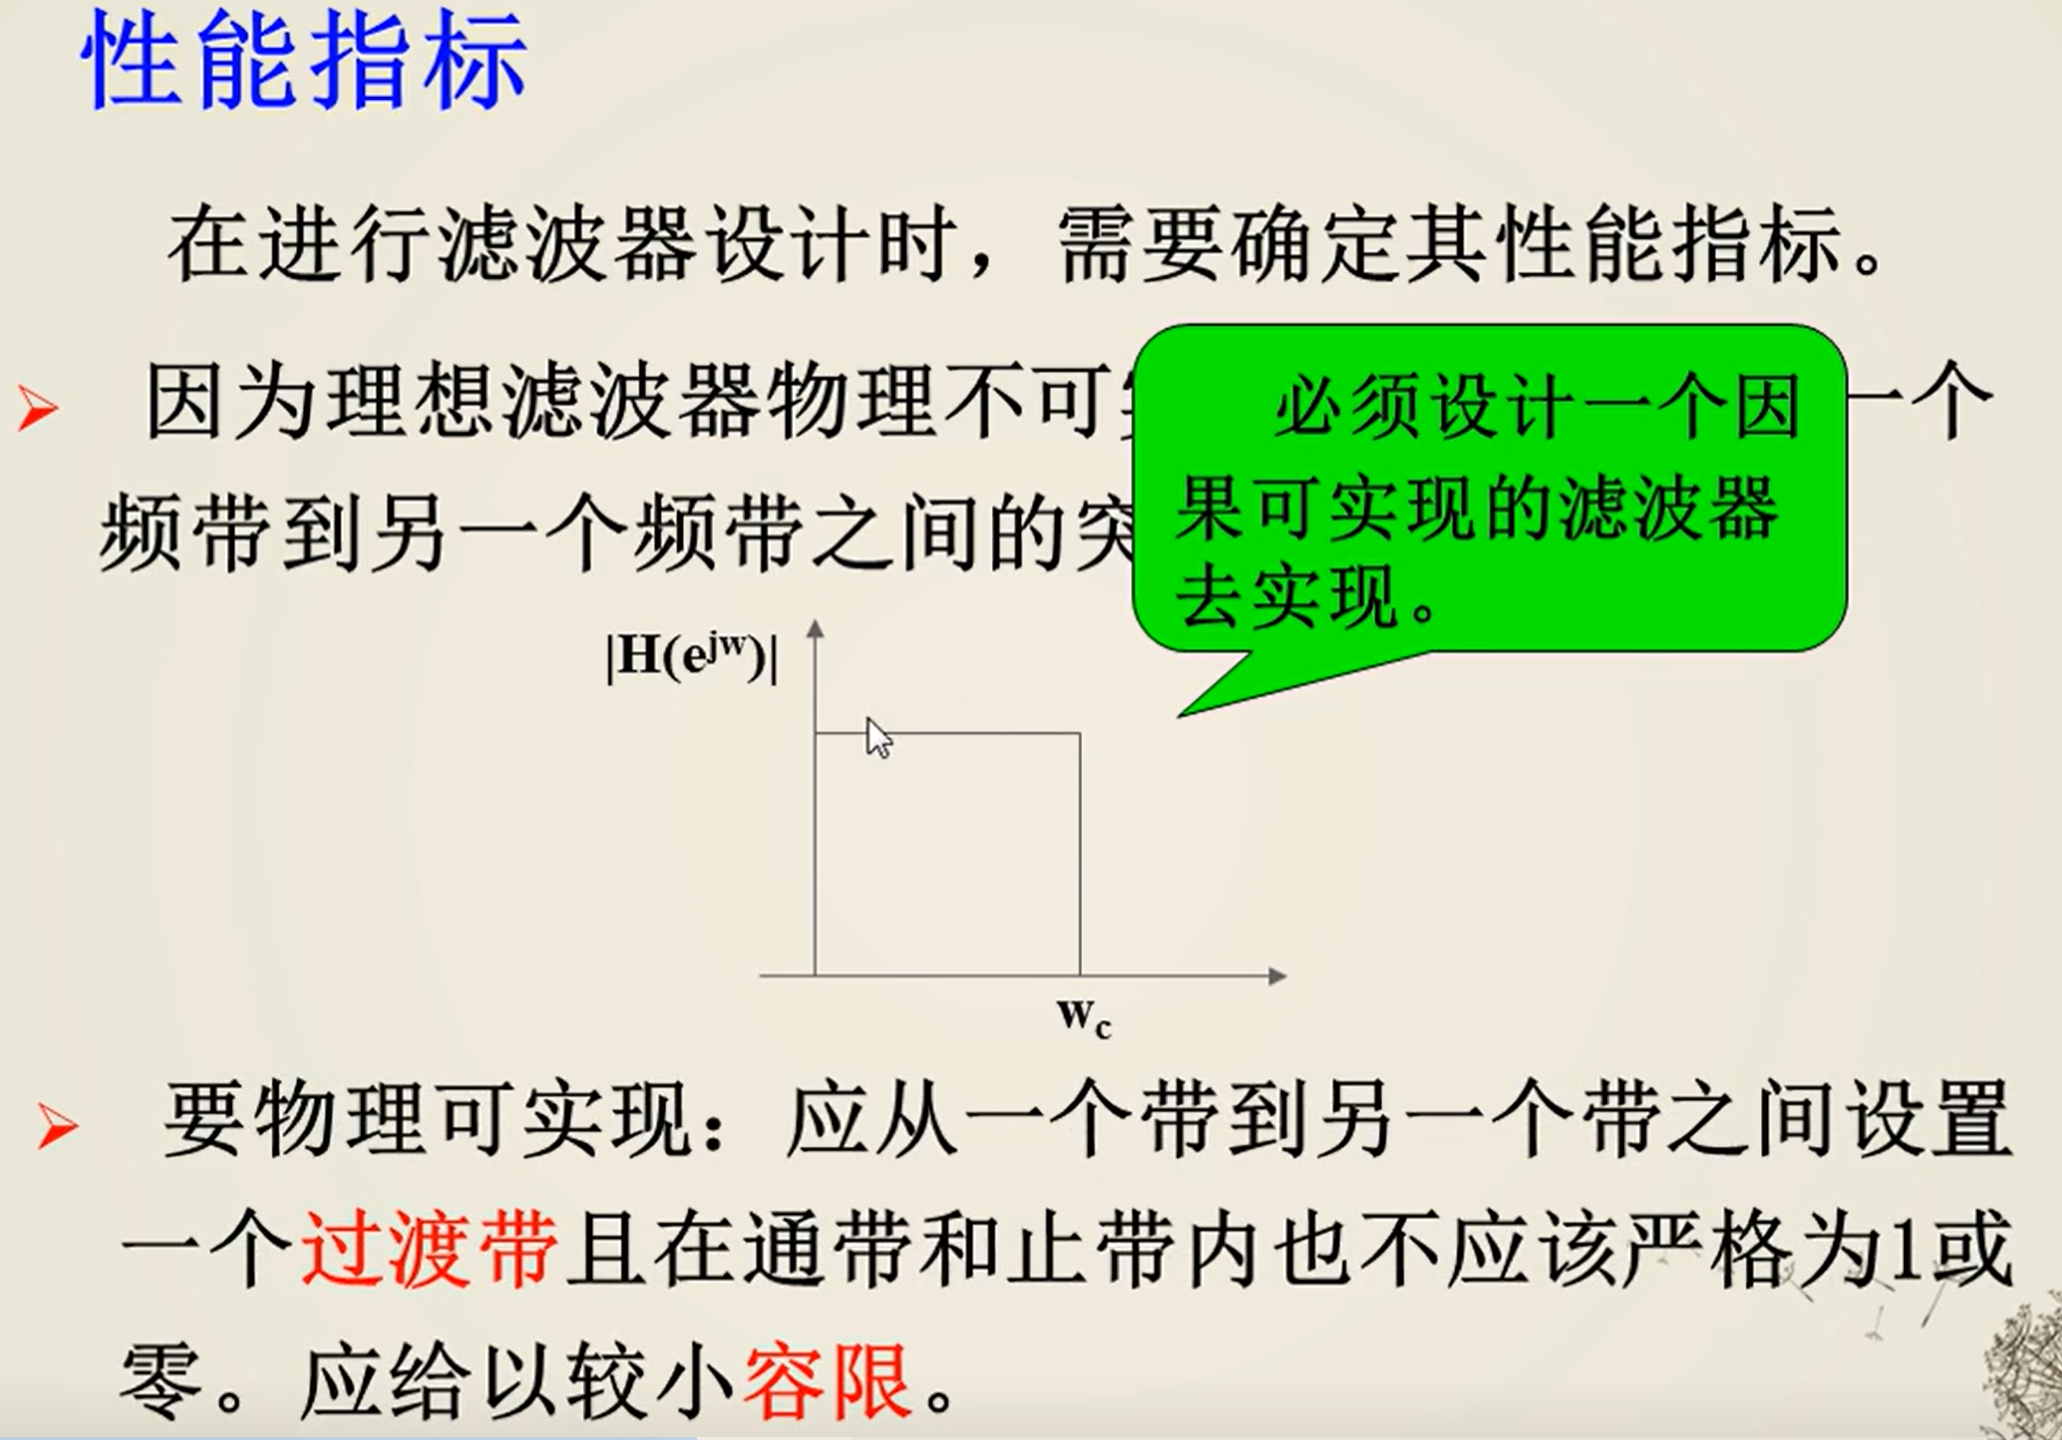 性能指标
在进行滤波器设计时，需要确定其性能指标。
因为理想滤波器物理不可 一个
频带到另一个频带之间的突
必须设计一个因
果可实现的滤波器
去实现。
|H(e^jw)|
w_c
要物理可实现：应从一个带到另一个带之间设置
一个过渡带且在通带和止带内也不应该严格为1或
零。应给以较小容限。